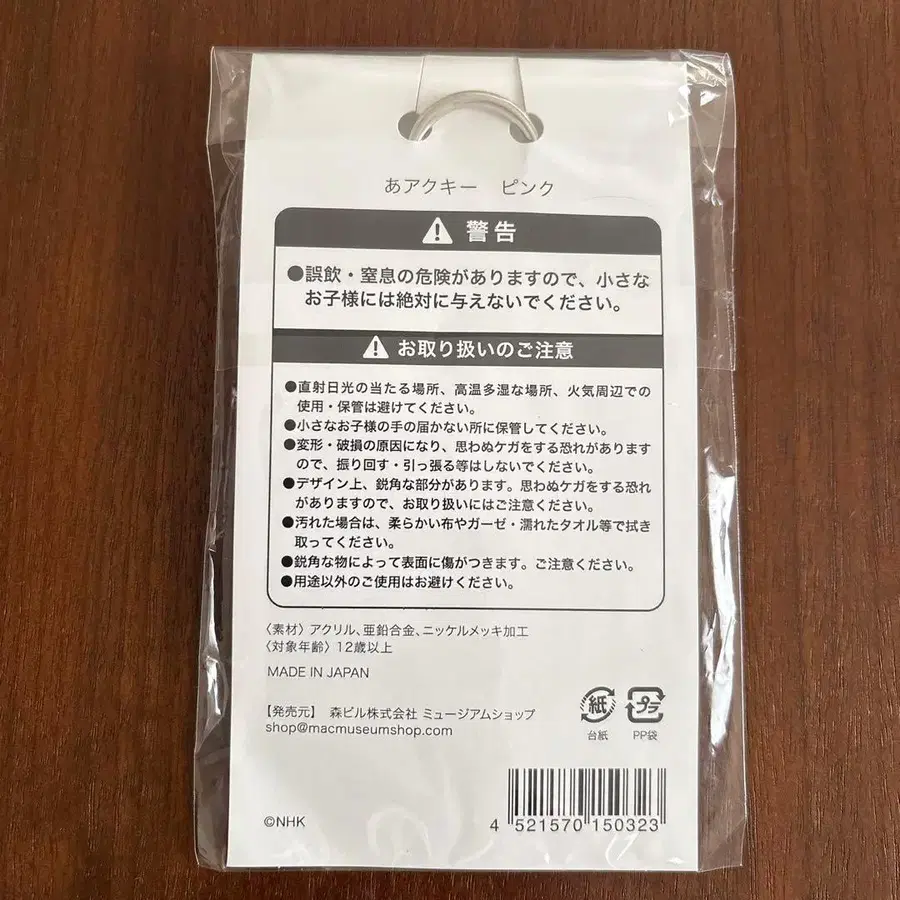 あアクキー　ピンク
警告
●誤飲・窒息の危険がありますので、小さな
お子様には絶対に与えないでください。
お取り扱いのご注意
●直射日光の当たる場所、高温多湿な場所、火気周辺での
使用・保管は避けてください。
●小さなお子様の手の届かない所に保管してください。
●変形・破損の原因になり、思わぬケガをする恐れがあります
ので、振り回す・引っ張る等はしないでください。
●デザイン上、鋭角な部分があります。思わぬケガをする恐れ
がありますので、お取り扱いにはご注意ください。
●汚れた場合は、柔らかい布やガーゼ・濡れたタオル等で拭き
取ってください。
●鋭角な物によって表面に傷がつきます。ご注意ください。
●用途以外のご使用はお避けください。
〈素材〉アクリル、亜鉛合金、ニッケルメッキ加工
〈対象年齢〉12歳以上
MADE IN JAPAN
【発売元】 森ビル株式会社 ミュージアムショップ
shop@macmuseumshop.com
紙 プラ
台紙 PP袋
©NHK
4 521570 150323